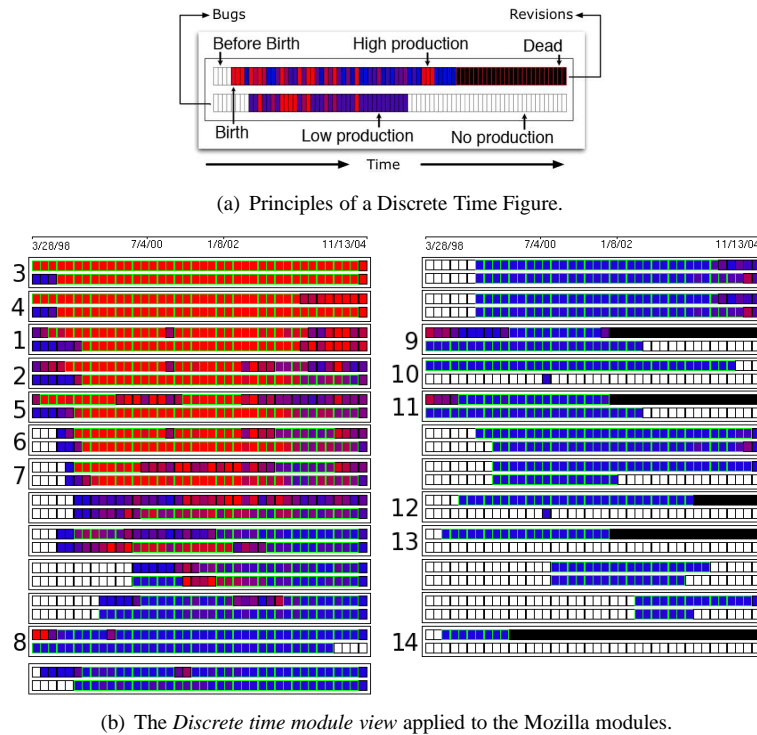 Bugs
Revisions
Before Birth
High production
Dead
Birth
Low production
No production
Time
(a) Principles of a Discrete Time Figure.
3/28/98 7/4/00 1/8/02 11/13/04
3
4
1
2
5
6
7
8
3/28/98 7/4/00 1/8/02 11/13/04
9
10
11
12
13
14
(b) The Discrete time module view applied to the Mozilla modules.